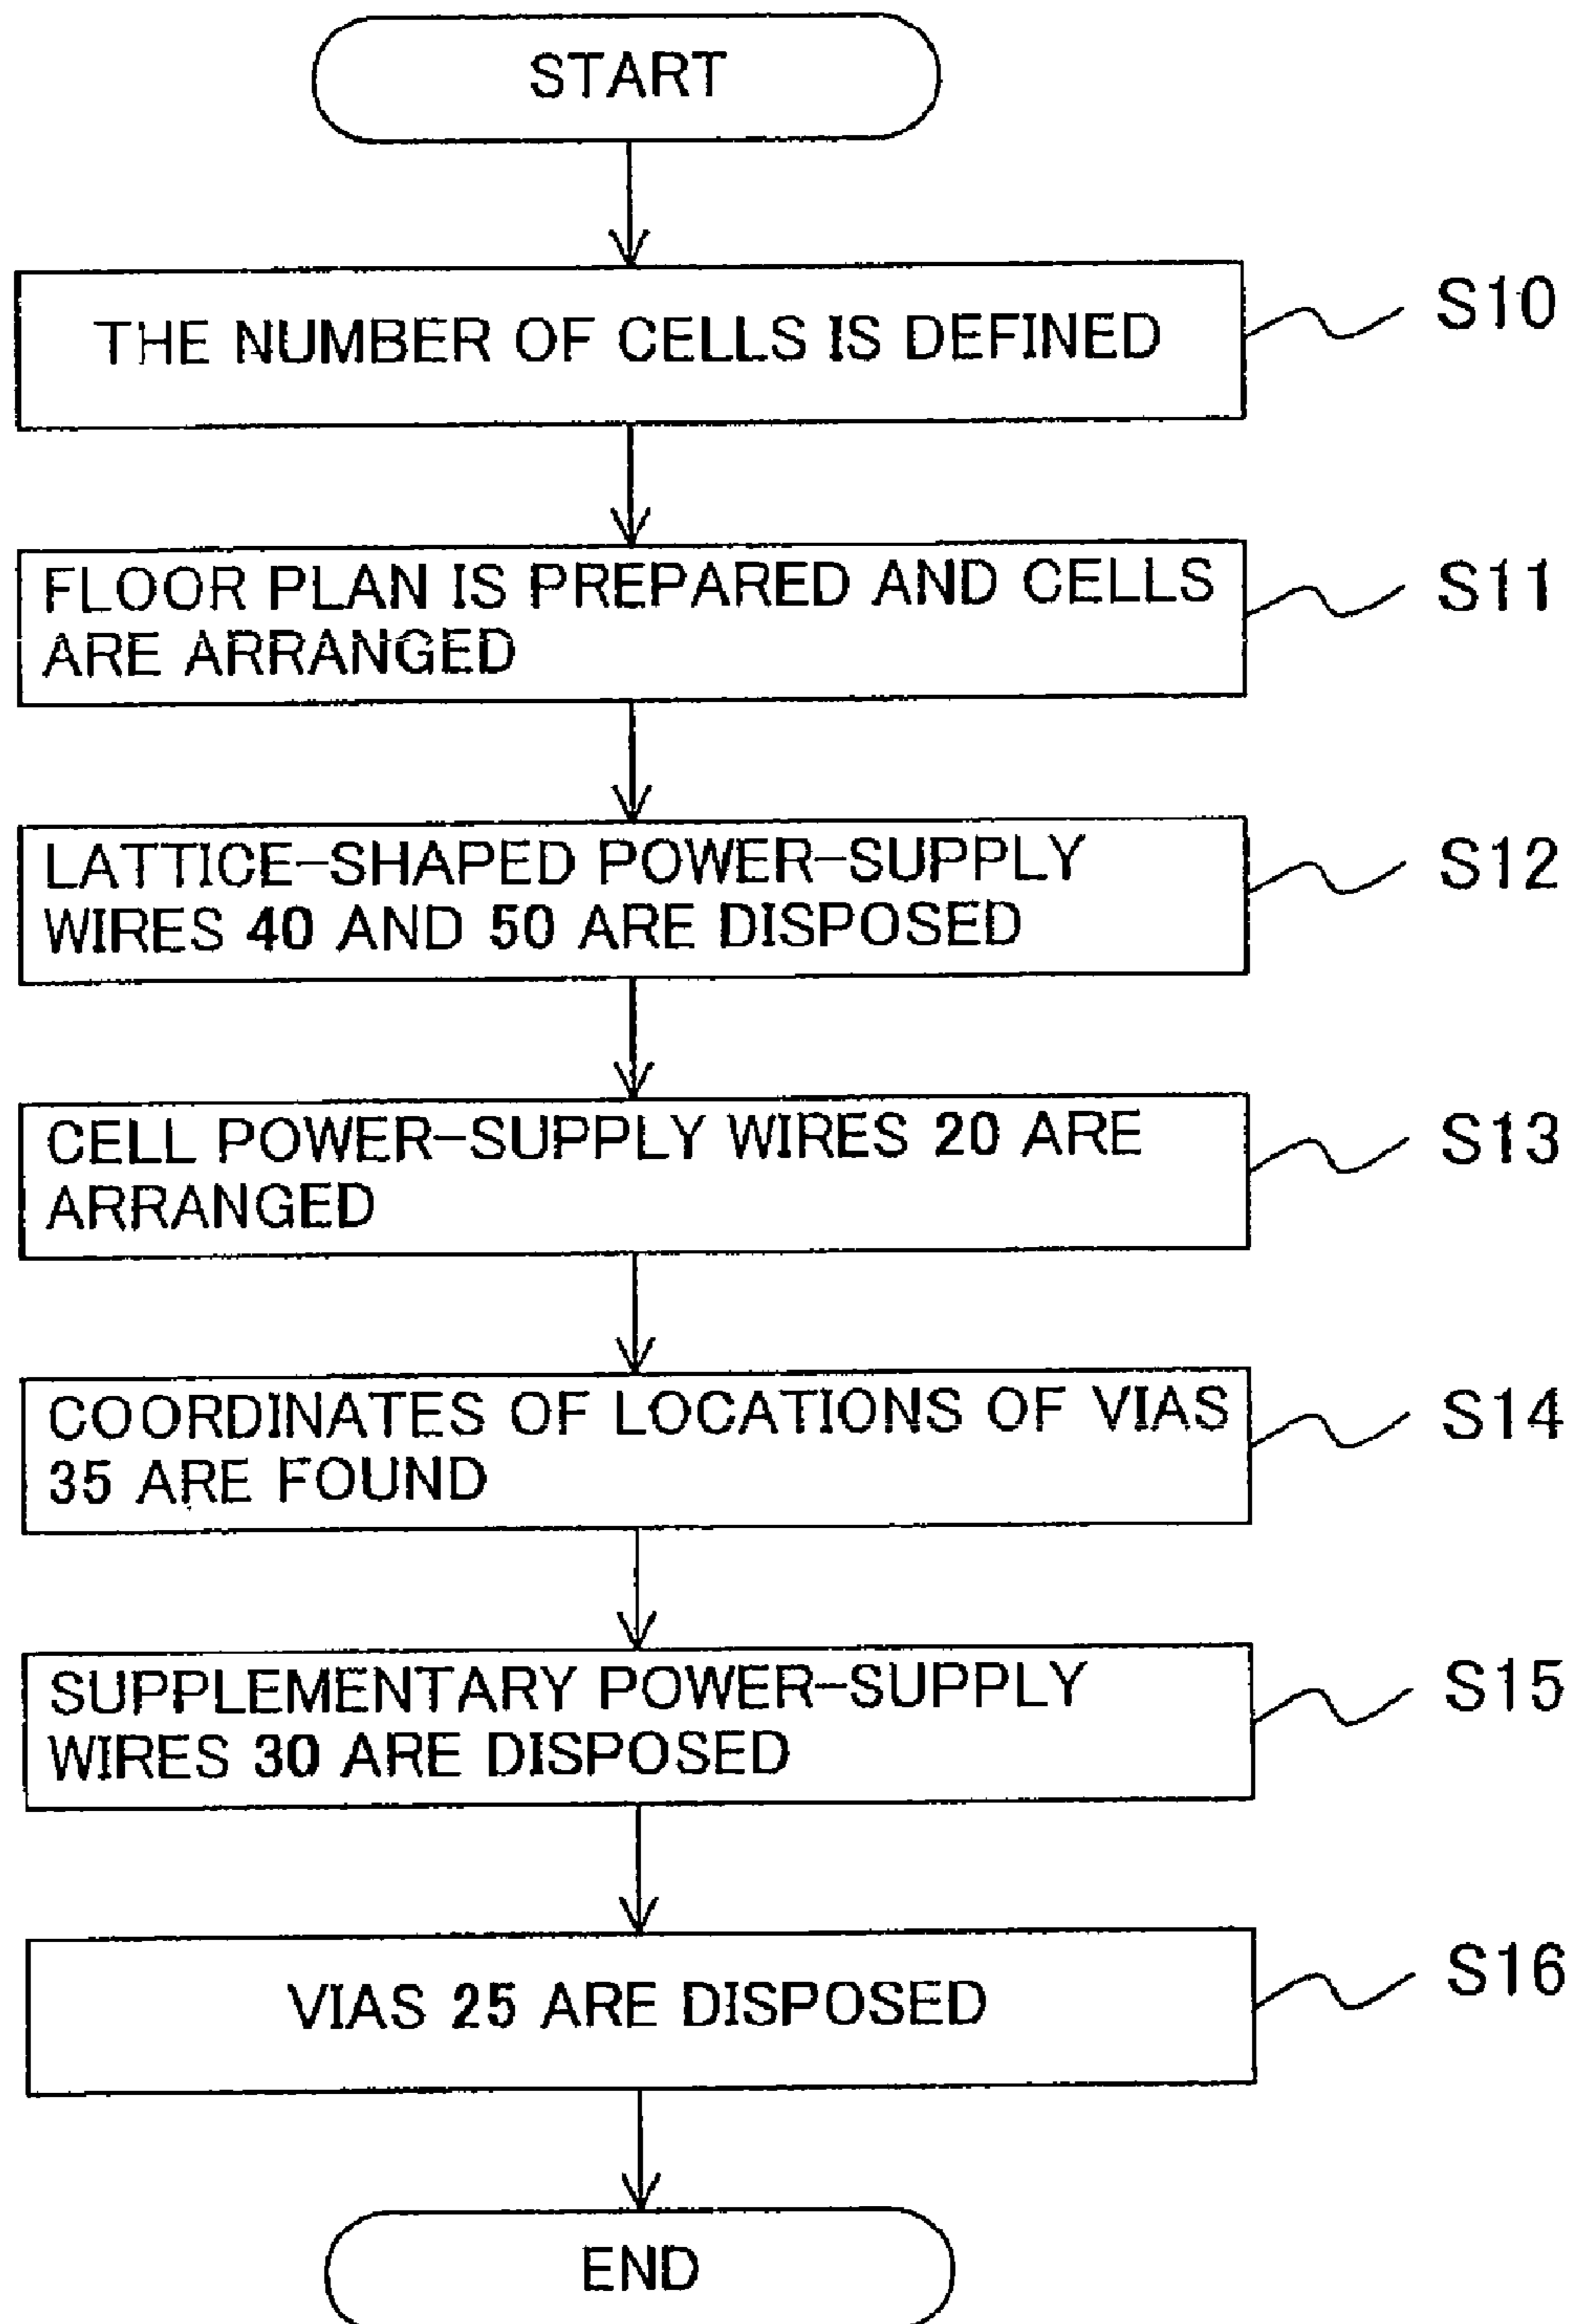 START
THE NUMBER OF CELLS IS DEFINED
S10
FLOOR PLAN IS PREPARED AND CELLS
ARE ARRANGED
S11
LATTICE-SHAPED POWER-SUPPLY
WIRES 40 AND 50 ARE DISPOSED
S12
CELL POWER-SUPPLY WIRES 20 ARE
ARRANGED
S13
COORDINATES OF LOCATIONS OF VIAS
35 ARE FOUND
S14
SUPPLEMENTARY POWER-SUPPLY
WIRES 30 ARE DISPOSED
S15
VIAS 25 ARE DISPOSED
S16
END